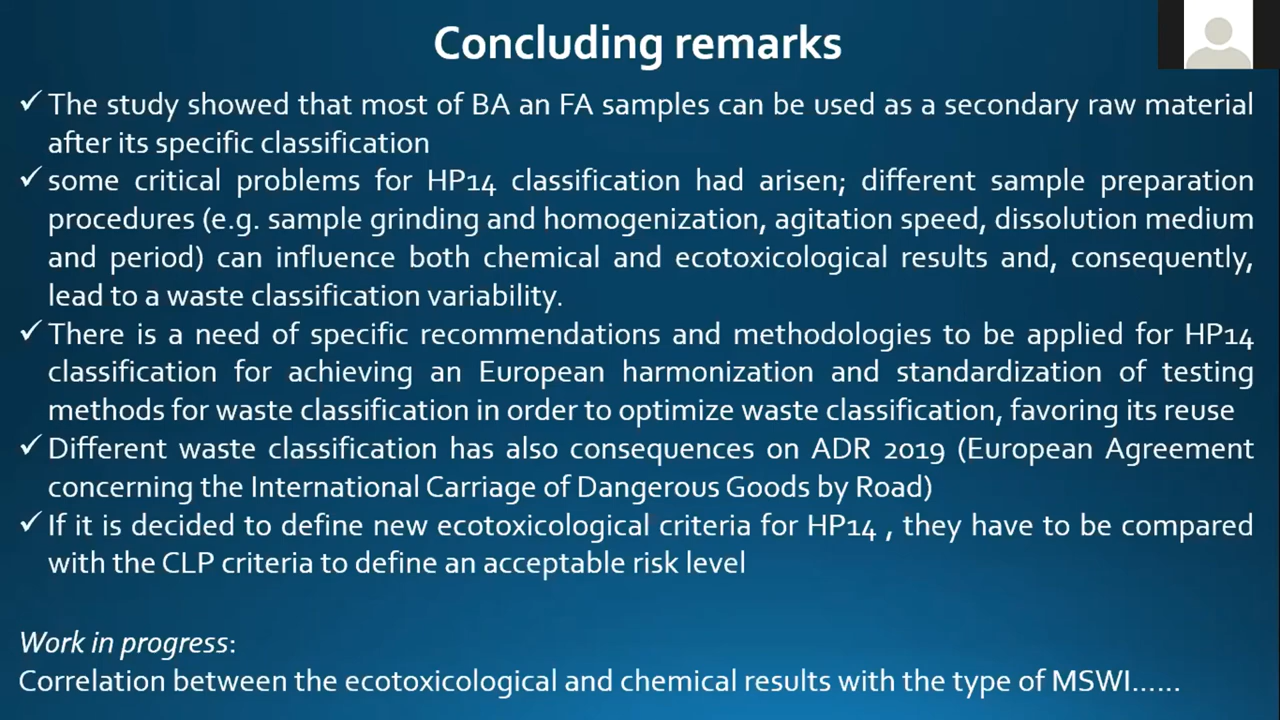 Concluding remarks
✓ The study showed that most of BA an FA samples can be used as a secondary raw material
after its specific classification
✓ some critical problems for HP14 classification had arisen; different sample preparation
procedures (e.g. sample grinding and homogenization, agitation speed, dissolution medium
and period) can influence both chemical and ecotoxicological results and, consequently,
lead to a waste classification variability.
✓ There is a need of specific recommendations and methodologies to be applied for HP14
classification for achieving an European harmonization and standardization of testing
methods for waste classification in order to optimize waste classification, favoring its reuse
✓ Different waste classification has also consequences on ADR 2019 (European Agreement
concerning the International Carriage of Dangerous Goods by Road)
✓ If it is decided to define new ecotoxicological criteria for HP14 , they have to be compared
with the CLP criteria to define an acceptable risk level
Work in progress:
Correlation between the ecotoxicological and chemical results with the type of MSWI......